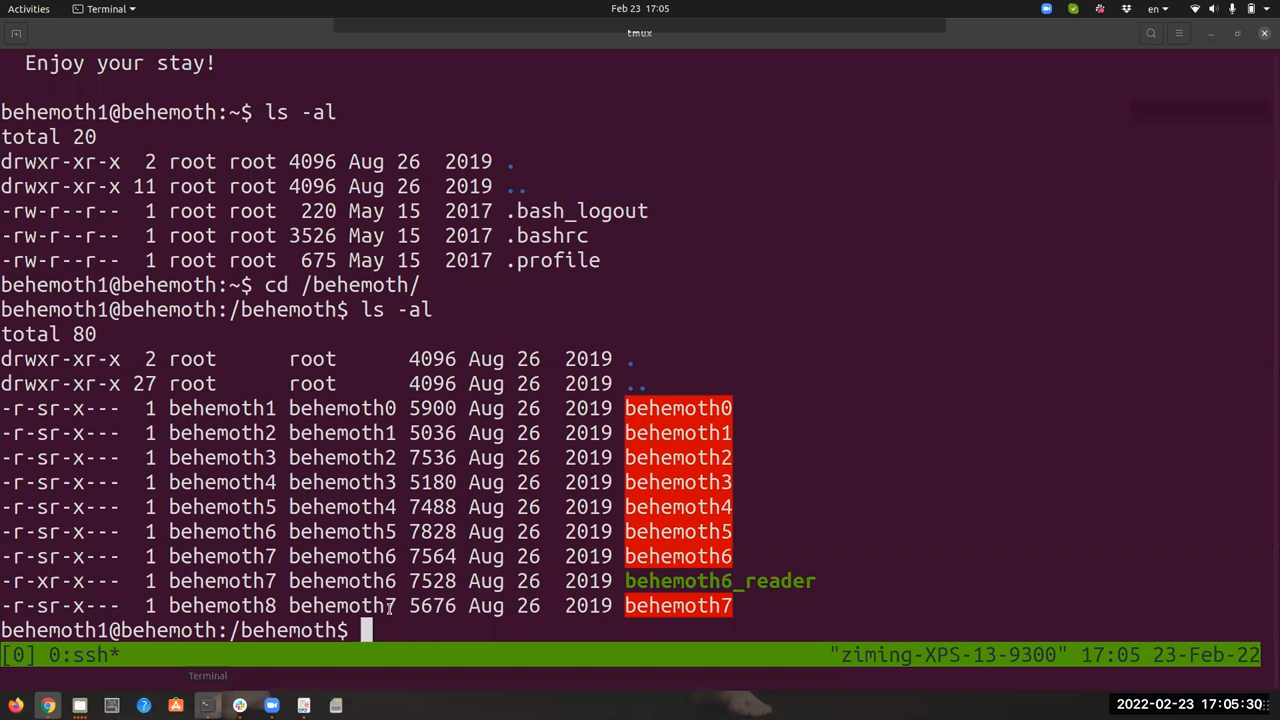 Activities Terminal Feb 23 17:05 en
tmux
Enjoy your stay!
behemoth1@behemoth:~$ ls -al
total 20
drwxr-xr-x 2 root root 4096 Aug 26 2019 .
drwxr-xr-x 11 root root 4096 Aug 26 2019 ..
-rw-r--r-- 1 root root 220 May 15 2017 .bash_logout
-rw-r--r-- 1 root root 3526 May 15 2017 .bashrc
-rw-r--r-- 1 root root 675 May 15 2017 .profile
behemoth1@behemoth:~$ cd /behemoth/
behemoth1@behemoth:/behemoth$ ls -al
total 80
drwxr-xr-x 2 root root 4096 Aug 26 2019 .
drwxr-xr-x 27 root root 4096 Aug 26 2019 ..
-r-sr-x--- 1 behemoth1 behemoth0 5900 Aug 26 2019 behemoth0
-r-sr-x--- 1 behemoth2 behemoth1 5036 Aug 26 2019 behemoth1
-r-sr-x--- 1 behemoth3 behemoth2 7536 Aug 26 2019 behemoth2
-r-sr-x--- 1 behemoth4 behemoth3 5180 Aug 26 2019 behemoth3
-r-sr-x--- 1 behemoth5 behemoth4 7488 Aug 26 2019 behemoth4
-r-sr-x--- 1 behemoth6 behemoth5 7828 Aug 26 2019 behemoth5
-r-sr-x--- 1 behemoth7 behemoth6 7564 Aug 26 2019 behemoth6
-r-xr-x--- 1 behemoth7 behemoth6 7528 Aug 26 2019 behemoth6_reader
-r-sr-x--- 1 behemoth8 behemoth7 5676 Aug 26 2019 behemoth7
behemoth1@behemoth:/behemoth$
[0] 0:ssh* "ziming-XPS-13-9300" 17:05 23-Feb-22
Terminal
2022-02-23 17:05:30